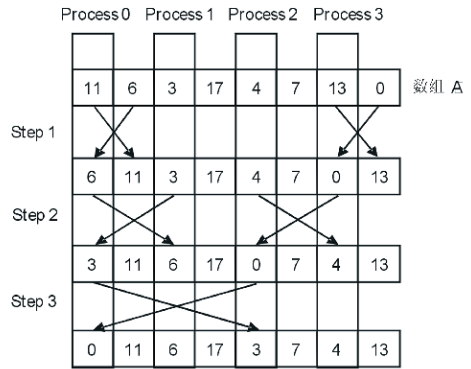 Process 0 Process 1 Process 2 Process 3
11 6 3 17 4 7 13 0 数组 A
Step 1
6 11 3 17 4 7 0 13
Step 2
3 11 6 17 0 7 4 13
Step 3
0 11 6 17 3 7 4 13